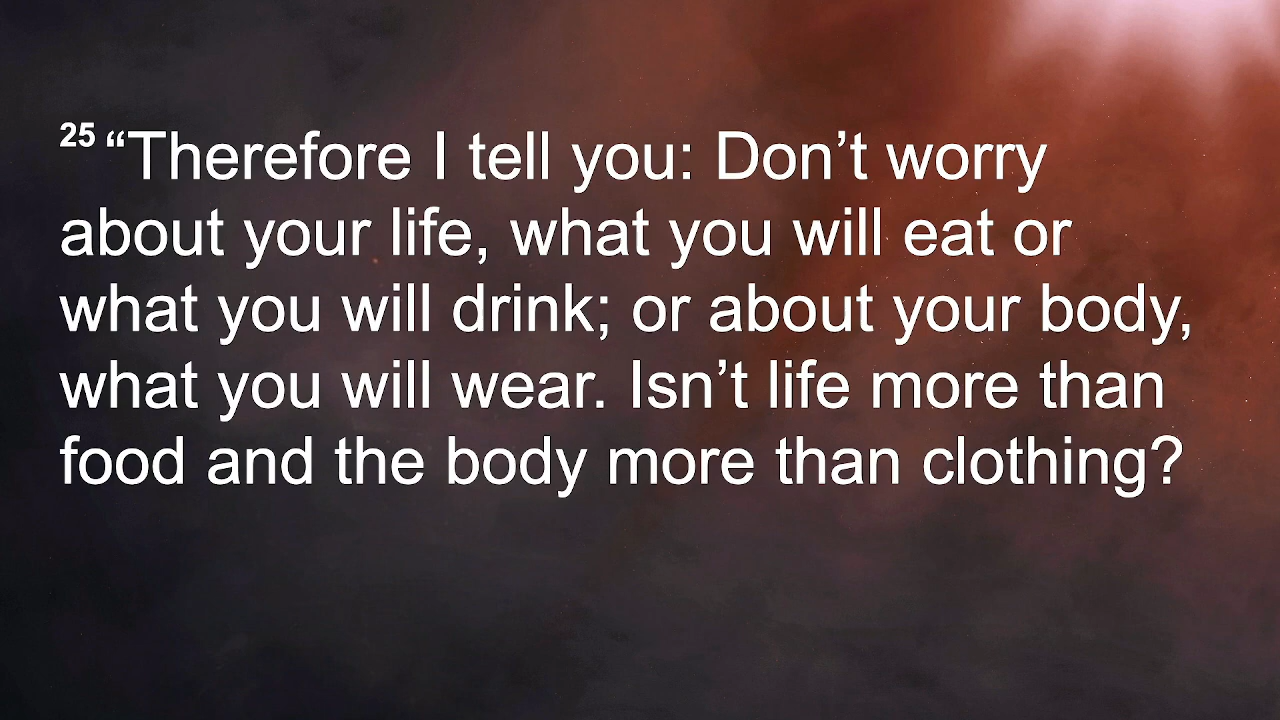 25 “Therefore I tell you: Don’t worry
about your life, what you will eat or
what you will drink; or about your body,
what you will wear. Isn’t life more than
food and the body more than clothing?